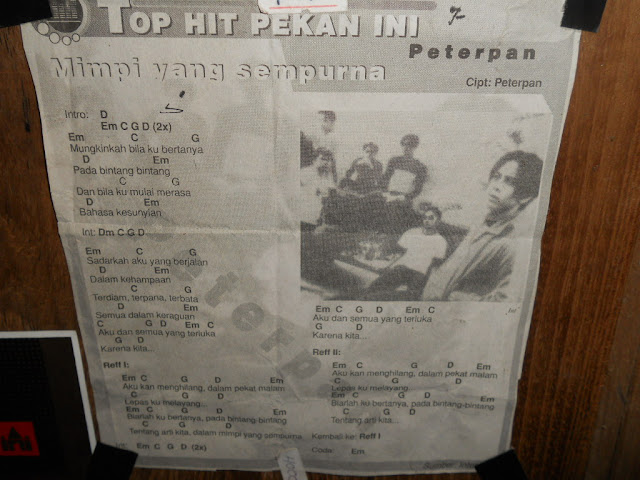 TOP HIT PEKAN INI
Peterpan
Mimpi yang sempurna
Cipt: Peterpan
Intro: D
Em C G D (2x)
Em C G
Mungkinkah bila ku bertanya
D Em
Pada bintang bintang
C G
Dan bila ku mulai merasa
D Em
Bahasa kesunyian
Int: Dm C G D
Em C G
Sadarkah aku yang berjalan
D Em
Dalam kehampaan
C G
Terdiam, terpana, terbata
D Em
Semua dalam keraguan
C G D Em C
Aku dan semua yang terluka
G D
Karena kita...
Reff I:
Em C G D Em
Aku kan menghilang, dalam pekat malam
C G D
Lepas ku melayang...
Em C G D Em
Biarlah ku bertanya, pada bintang-bintang
C G D
Tentang arti kita, dalam mimpi yang sempurna
Int: Em C G D (2x)
Em C G D Em C
Aku dan semua yang terluka
G D
Karena kita...
Reff II:
Em C G D Em
Aku kan menghilang, dalam pekat malam
C G D
Lepas ku melayang...
Em C G D Em
Biarlah ku bertanya, pada bintang-bintang
C G D
Tentang arti kita...
Kembali ke: Reff I
Coda: Em
terpa